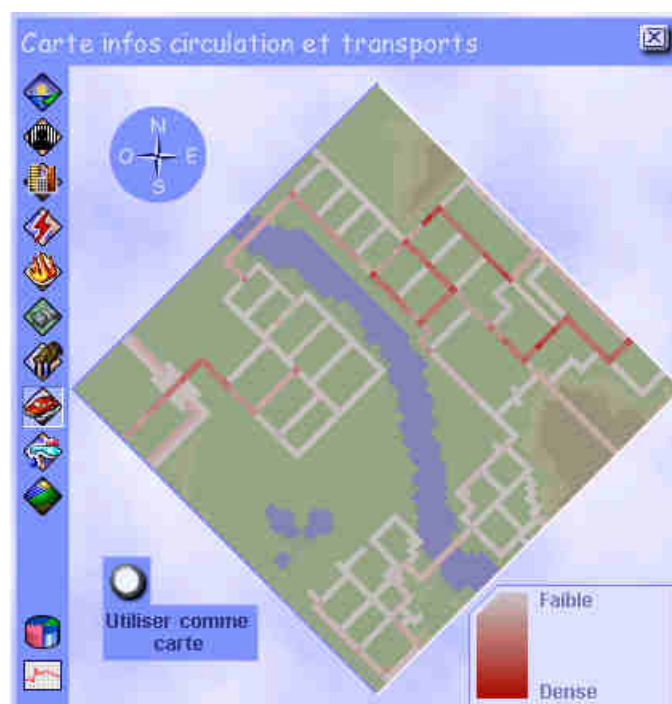 Carte infos circulation et transports
N
O E
S
Utiliser comme
carte
Faible
Dense